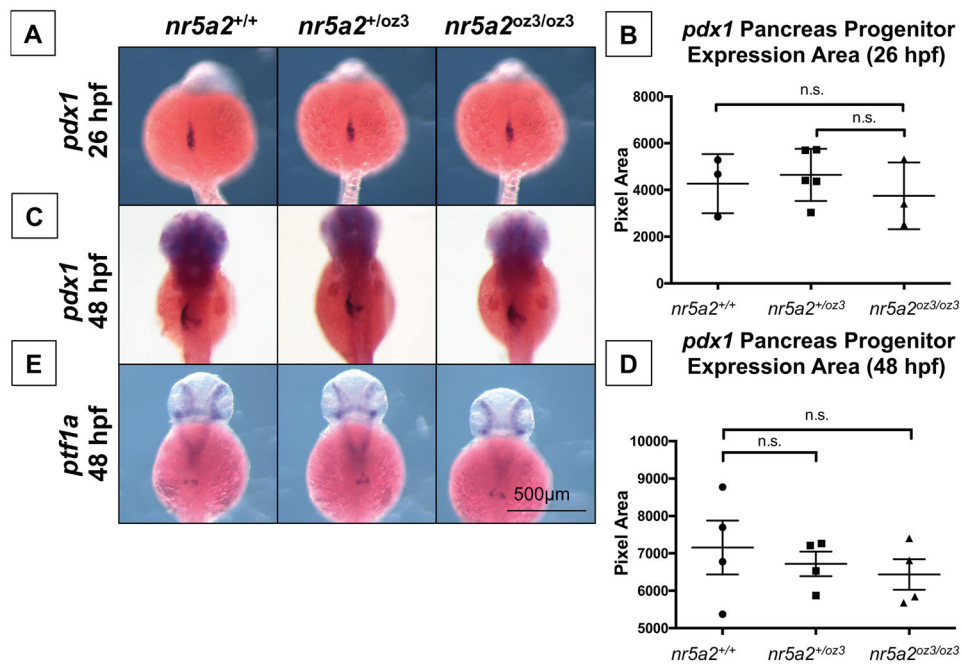 A
nr5a2+/+
nr5a2+/oz3
nr5a2oz3/oz3
pdx1
26 hpf
C
pdx1
48 hpf
E
ptf1a
48 hpf
500µm
B
pdx1 Pancreas Progenitor
Expression Area (26 hpf)
n.s.
n.s.
8000
6000
4000
2000
0
Pixel Area
nr5a2+/+
nr5a2+/oz3
nr5a2oz3/oz3
D
pdx1 Pancreas Progenitor
Expression Area (48 hpf)
n.s.
n.s.
10000
9000
8000
7000
6000
5000
Pixel Area
nr5a2+/+
nr5a2+/oz3
nr5a2oz3/oz3